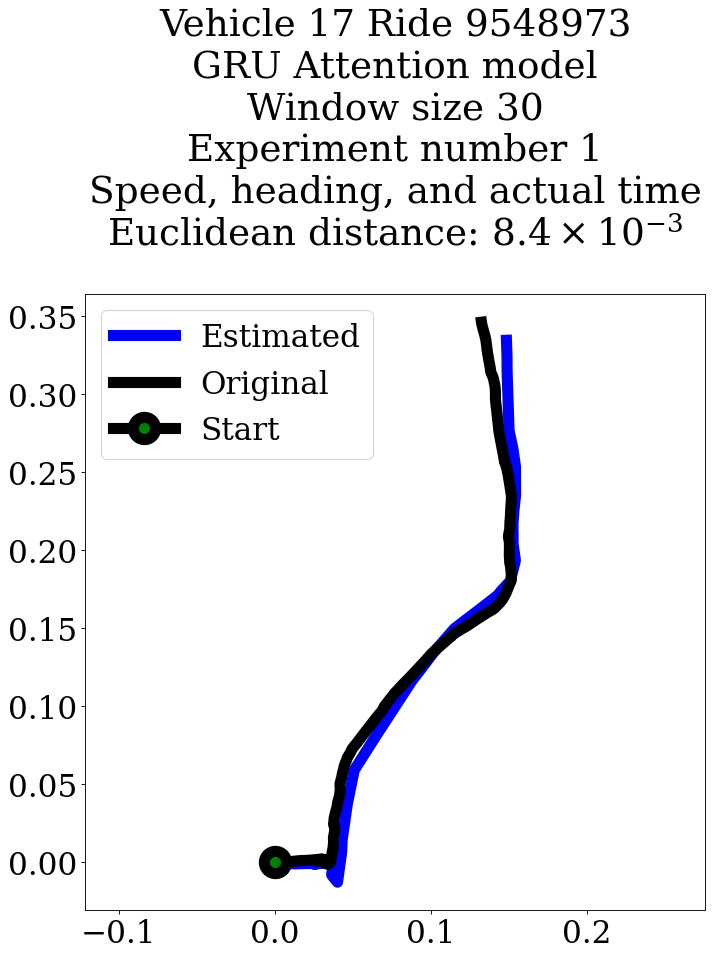 Vehicle 17 Ride 9548973
GRU Attention model
Window size 30
Experiment number 1
Speed, heading, and actual time
Euclidean distance: 8.4 × 10⁻³
Estimated
Original
Start
0.35
0.30
0.25
0.20
0.15
0.10
0.05
0.00
−0.1 0.0 0.1 0.2